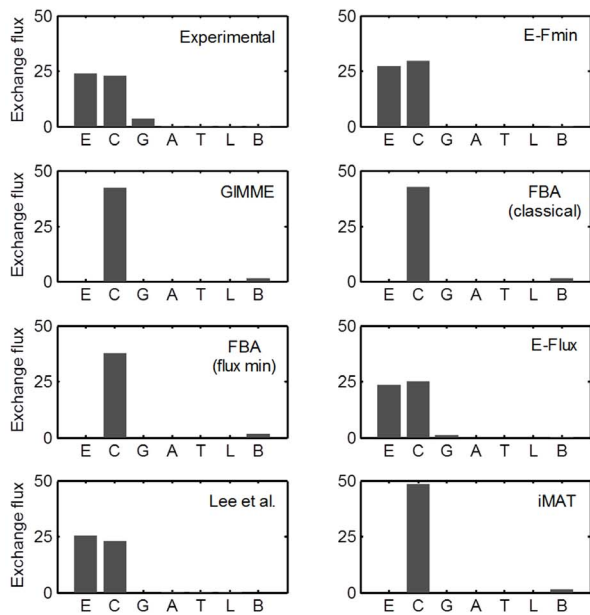 Exchange flux
50
25
0
Experimental
E C G A T L B
50
25
0
E-Fmin
E C G A T L B
Exchange flux
50
25
0
GIMME
E C G A T L B
50
25
0
FBA
(classical)
E C G A T L B
Exchange flux
50
25
0
FBA
(flux min)
E C G A T L B
50
25
0
E-Flux
E C G A T L B
Exchange flux
50
25
0
Lee et al.
E C G A T L B
50
25
0
iMAT
E C G A T L B